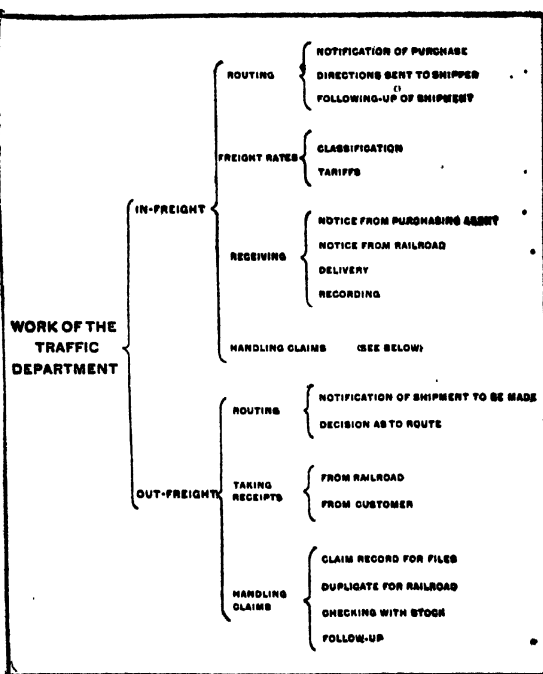 WORK OF THE
TRAFFIC
DEPARTMENT
IN-FREIGHT
ROUTING
NOTIFICATION OF PURCHASE
DIRECTIONS SENT TO SHIPPER
FOLLOWING-UP OF SHIPMENT
FREIGHT RATES
CLASSIFICATION
TARIFFS
RECEIVING
NOTICE FROM PURCHASING AGENT
NOTICE FROM RAILROAD
DELIVERY
RECORDING
HANDLING CLAIMS (SEE BELOW)
OUT-FREIGHT
ROUTING
NOTIFICATION OF SHIPMENT TO BE MADE
DECISION AS TO ROUTE
TAKING
RECEIPTS
FROM RAILROAD
FROM CUSTOMER
HANDLING
CLAIMS
CLAIM RECORD FOR FILES
DUPLICATE FOR RAILROAD
CHECKING WITH STOCK
FOLLOW-UP